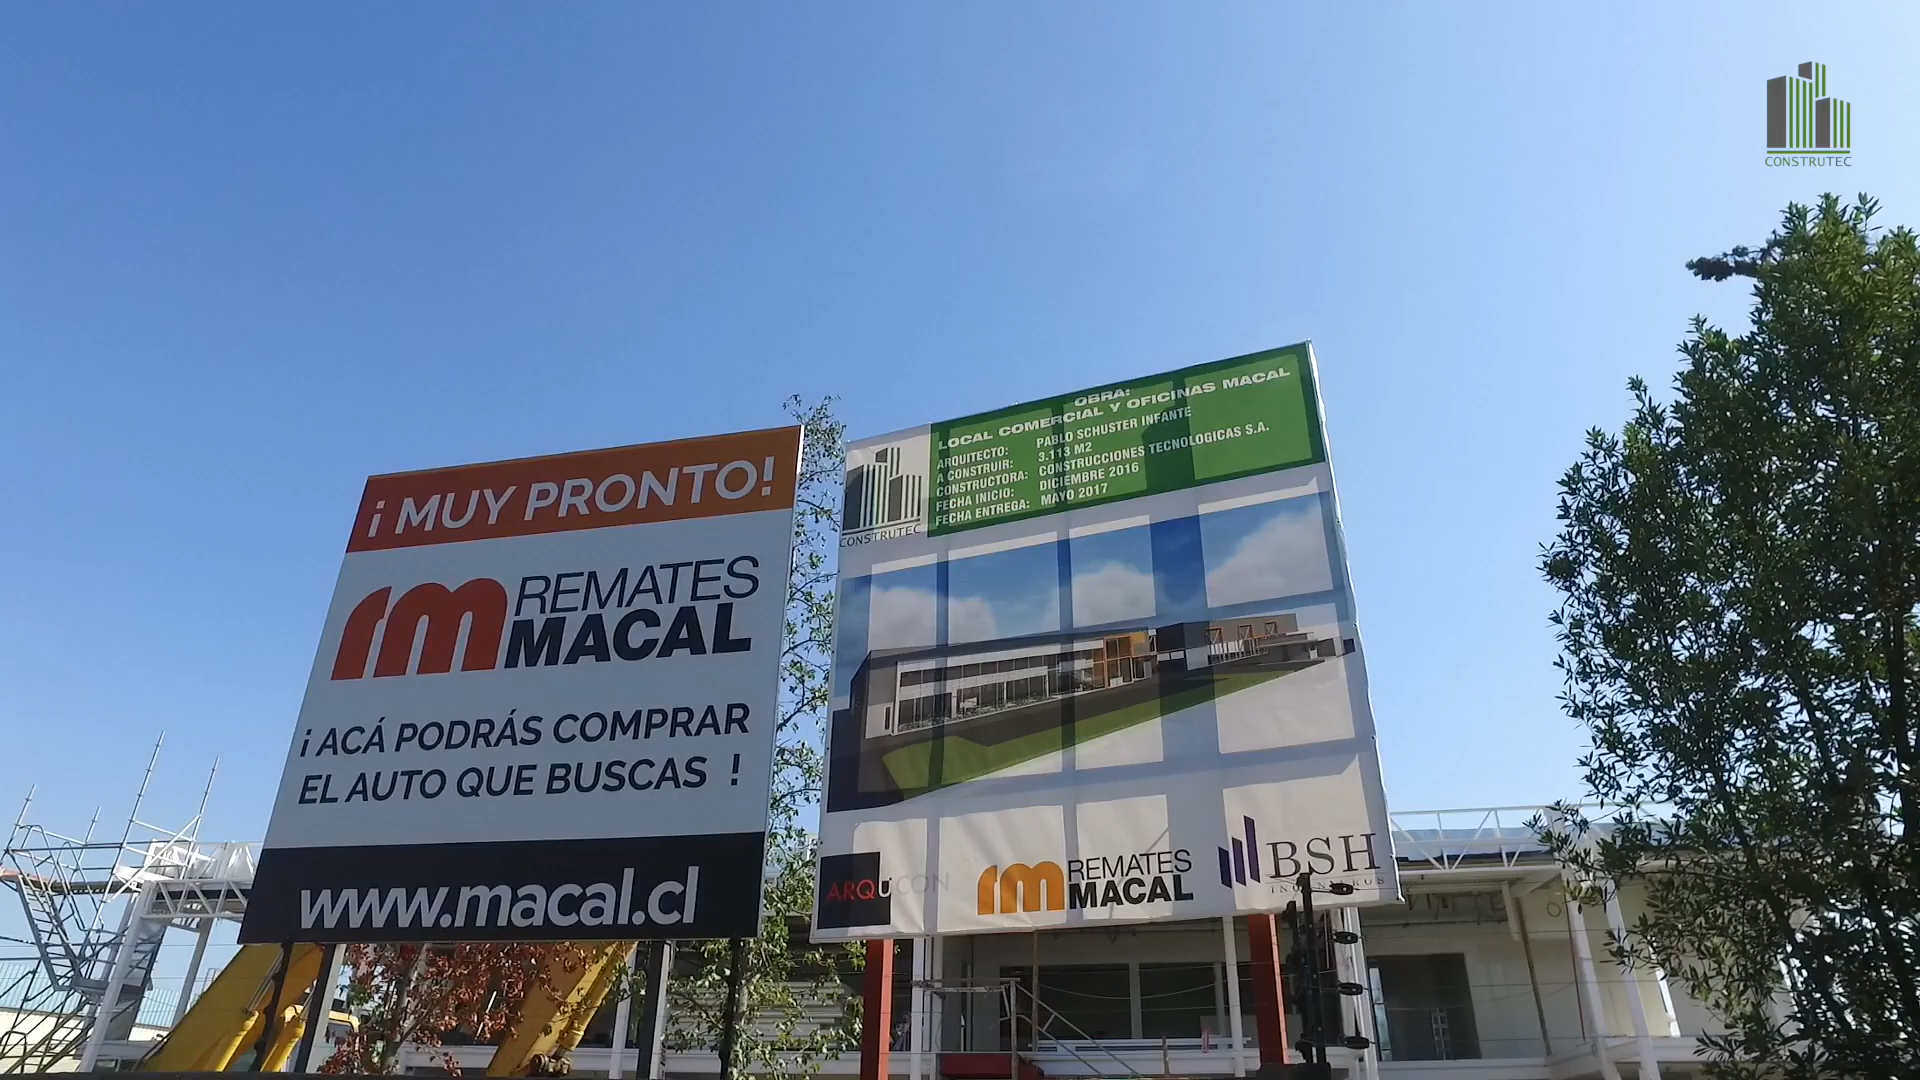 CONSTRUTEC
¡MUY PRONTO!
rm REMATES
MACAL
¡ACÁ PODRÁS COMPRAR
EL AUTO QUE BUSCAS !
www.macal.cl
CONSTRUTEC
OBRA:
LOCAL COMERCIAL Y OFICINAS MACAL
ARQUITECTO: PABLO SCHUSTER INFANTE
A CONSTRUIR: 3.113 M2
CONSTRUCTORA: CONSTRUCCIONES TECNOLOGICAS S.A.
FECHA INICIO: DICIEMBRE 2016
FECHA ENTREGA: MAYO 2017
ARQUICON
rm REMATES
MACAL
BSH